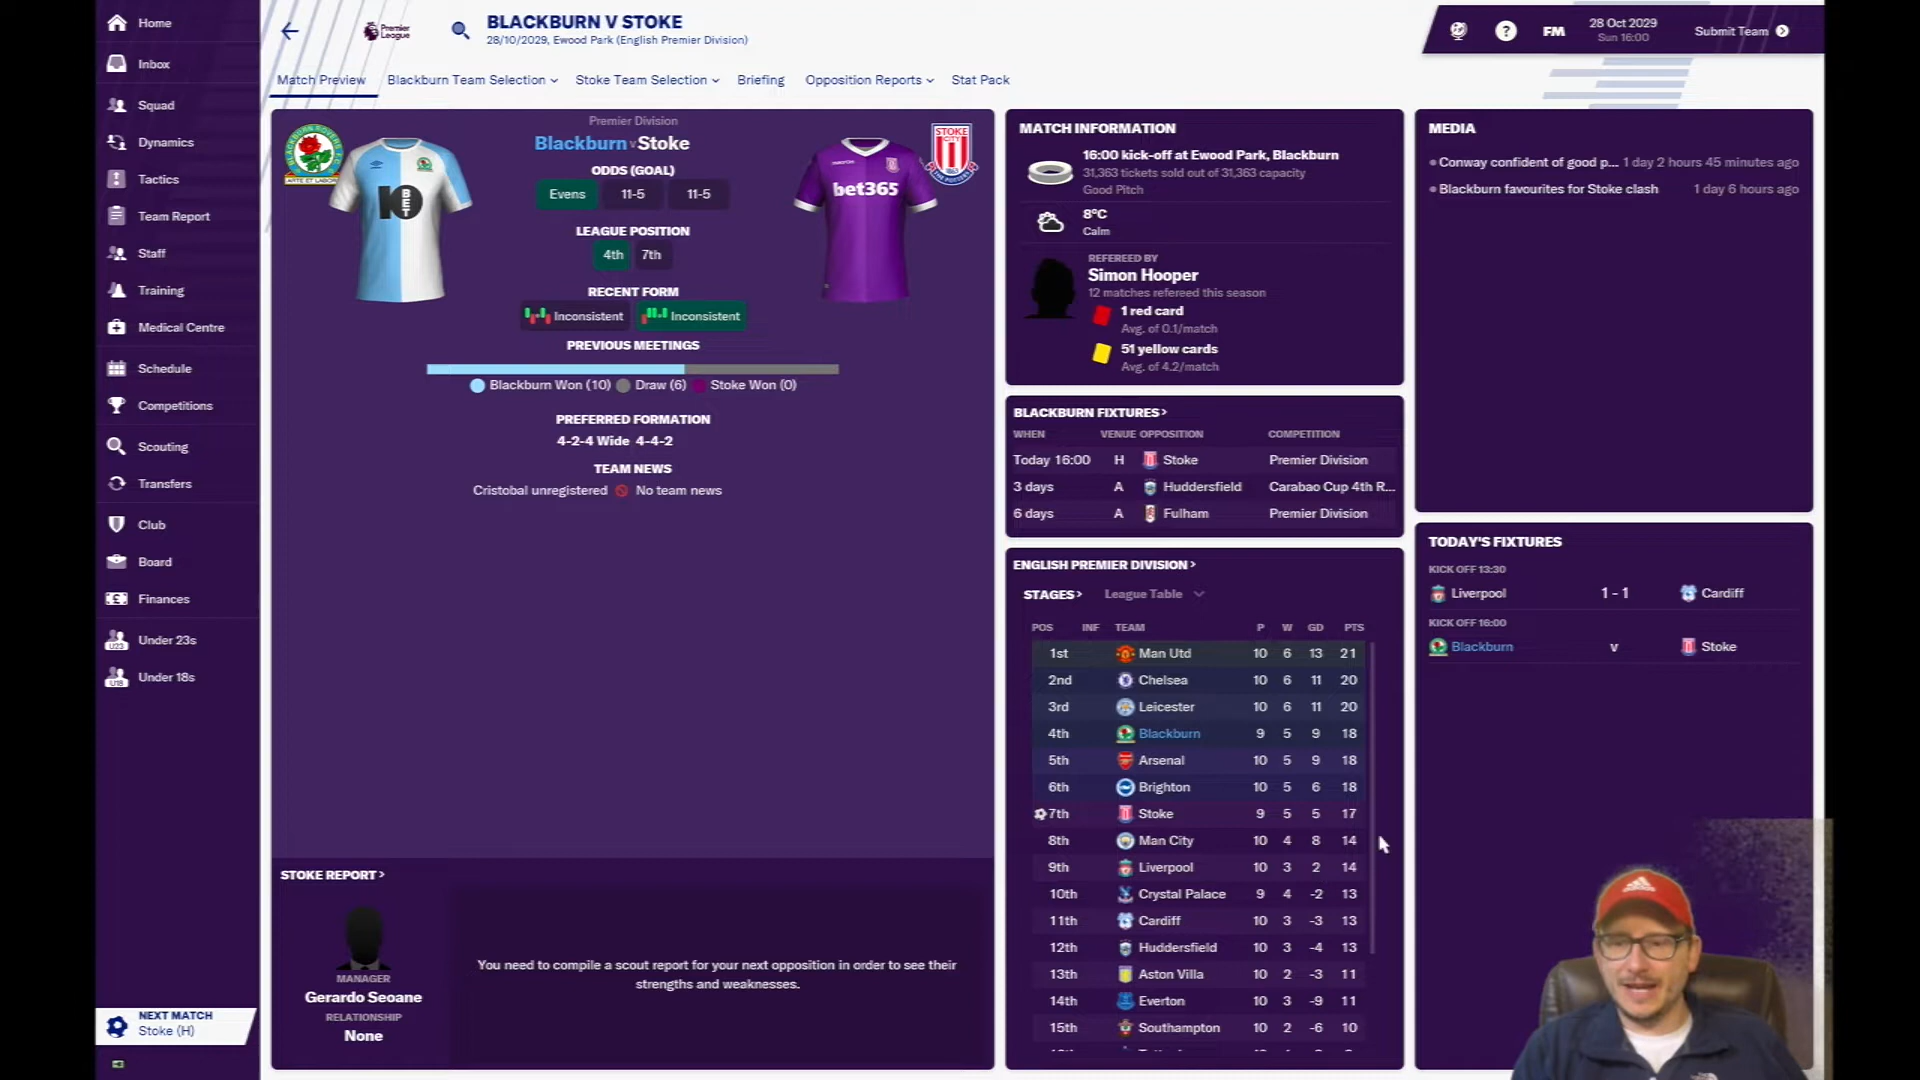 Home
Inbox
Squad
Dynamics
Tactics
Team Report
Staff
Training
Medical Centre
Schedule
Competitions
Scouting
Transfers
Club
Board
Finances
U23 Under 23s
U18 Under 18s
NEXT MATCH
Stoke (H)
Premier League
BLACKBURN V STOKE
28/10/2029, Ewood Park (English Premier Division)
FM
28 Oct 2029
Sun 16:00
Submit Team
Match Preview Blackburn Team Selection Stoke Team Selection Briefing Opposition Reports Stat Pack
Premier Division
Blackburn v Stoke
ODDS (GOAL)
Evens 11-5 11-5
LEAGUE POSITION
4th 7th
RECENT FORM
Inconsistent Inconsistent
PREVIOUS MEETINGS
Blackburn Won (10) Draw (6) Stoke Won (0)
PREFERRED FORMATION
4-2-4 Wide 4-4-2
TEAM NEWS
Cristobal unregistered No team news
BLACKBURN ROVERS F.C.
ARTE ET LABORE
10 BET
STOKE CITY
bet365
STOKE REPORT >
MANAGER
Gerardo Seoane
RELATIONSHIP
None
You need to compile a scout report for your next opposition in order to see their
strengths and weaknesses.
MATCH INFORMATION
16:00 kick-off at Ewood Park, Blackburn
31,363 tickets sold out of 31,363 capacity
Good Pitch
8°C
Calm
REFEREED BY
Simon Hooper
12 matches refereed this season
1 red card
Avg. of 0.1/match
51 yellow cards
Avg. of 4.2/match
BLACKBURN FIXTURES >
WHEN VENUE OPPOSITION COMPETITION
Today 16:00 H Stoke Premier Division
3 days A Huddersfield Carabao Cup 4th R...
6 days A Fulham Premier Division
ENGLISH PREMIER DIVISION >
STAGES > League Table
POS INF TEAM P W GD PTS
1st Man Utd 10 6 13 21
2nd Chelsea 10 6 11 20
3rd Leicester 10 6 11 20
4th Blackburn 9 5 9 18
5th Arsenal 10 5 9 18
6th Brighton 10 5 6 18
7th Stoke 9 5 5 17
8th Man City 10 4 8 14
9th Liverpool 10 3 2 14
10th Crystal Palace 9 4 -2 13
11th Cardiff 10 3 -3 13
12th Huddersfield 10 3 -4 13
13th Aston Villa 10 2 -3 11
14th Everton 10 3 -9 11
15th Southampton 10 2 -6 10
MEDIA
Conway confident of good p... 1 day 2 hours 45 minutes ago
Blackburn favourites for Stoke clash 1 day 6 hours ago
TODAY'S FIXTURES
KICK OFF 13:30
Liverpool 1 - 1 Cardiff
KICK OFF 16:00
Blackburn v Stoke